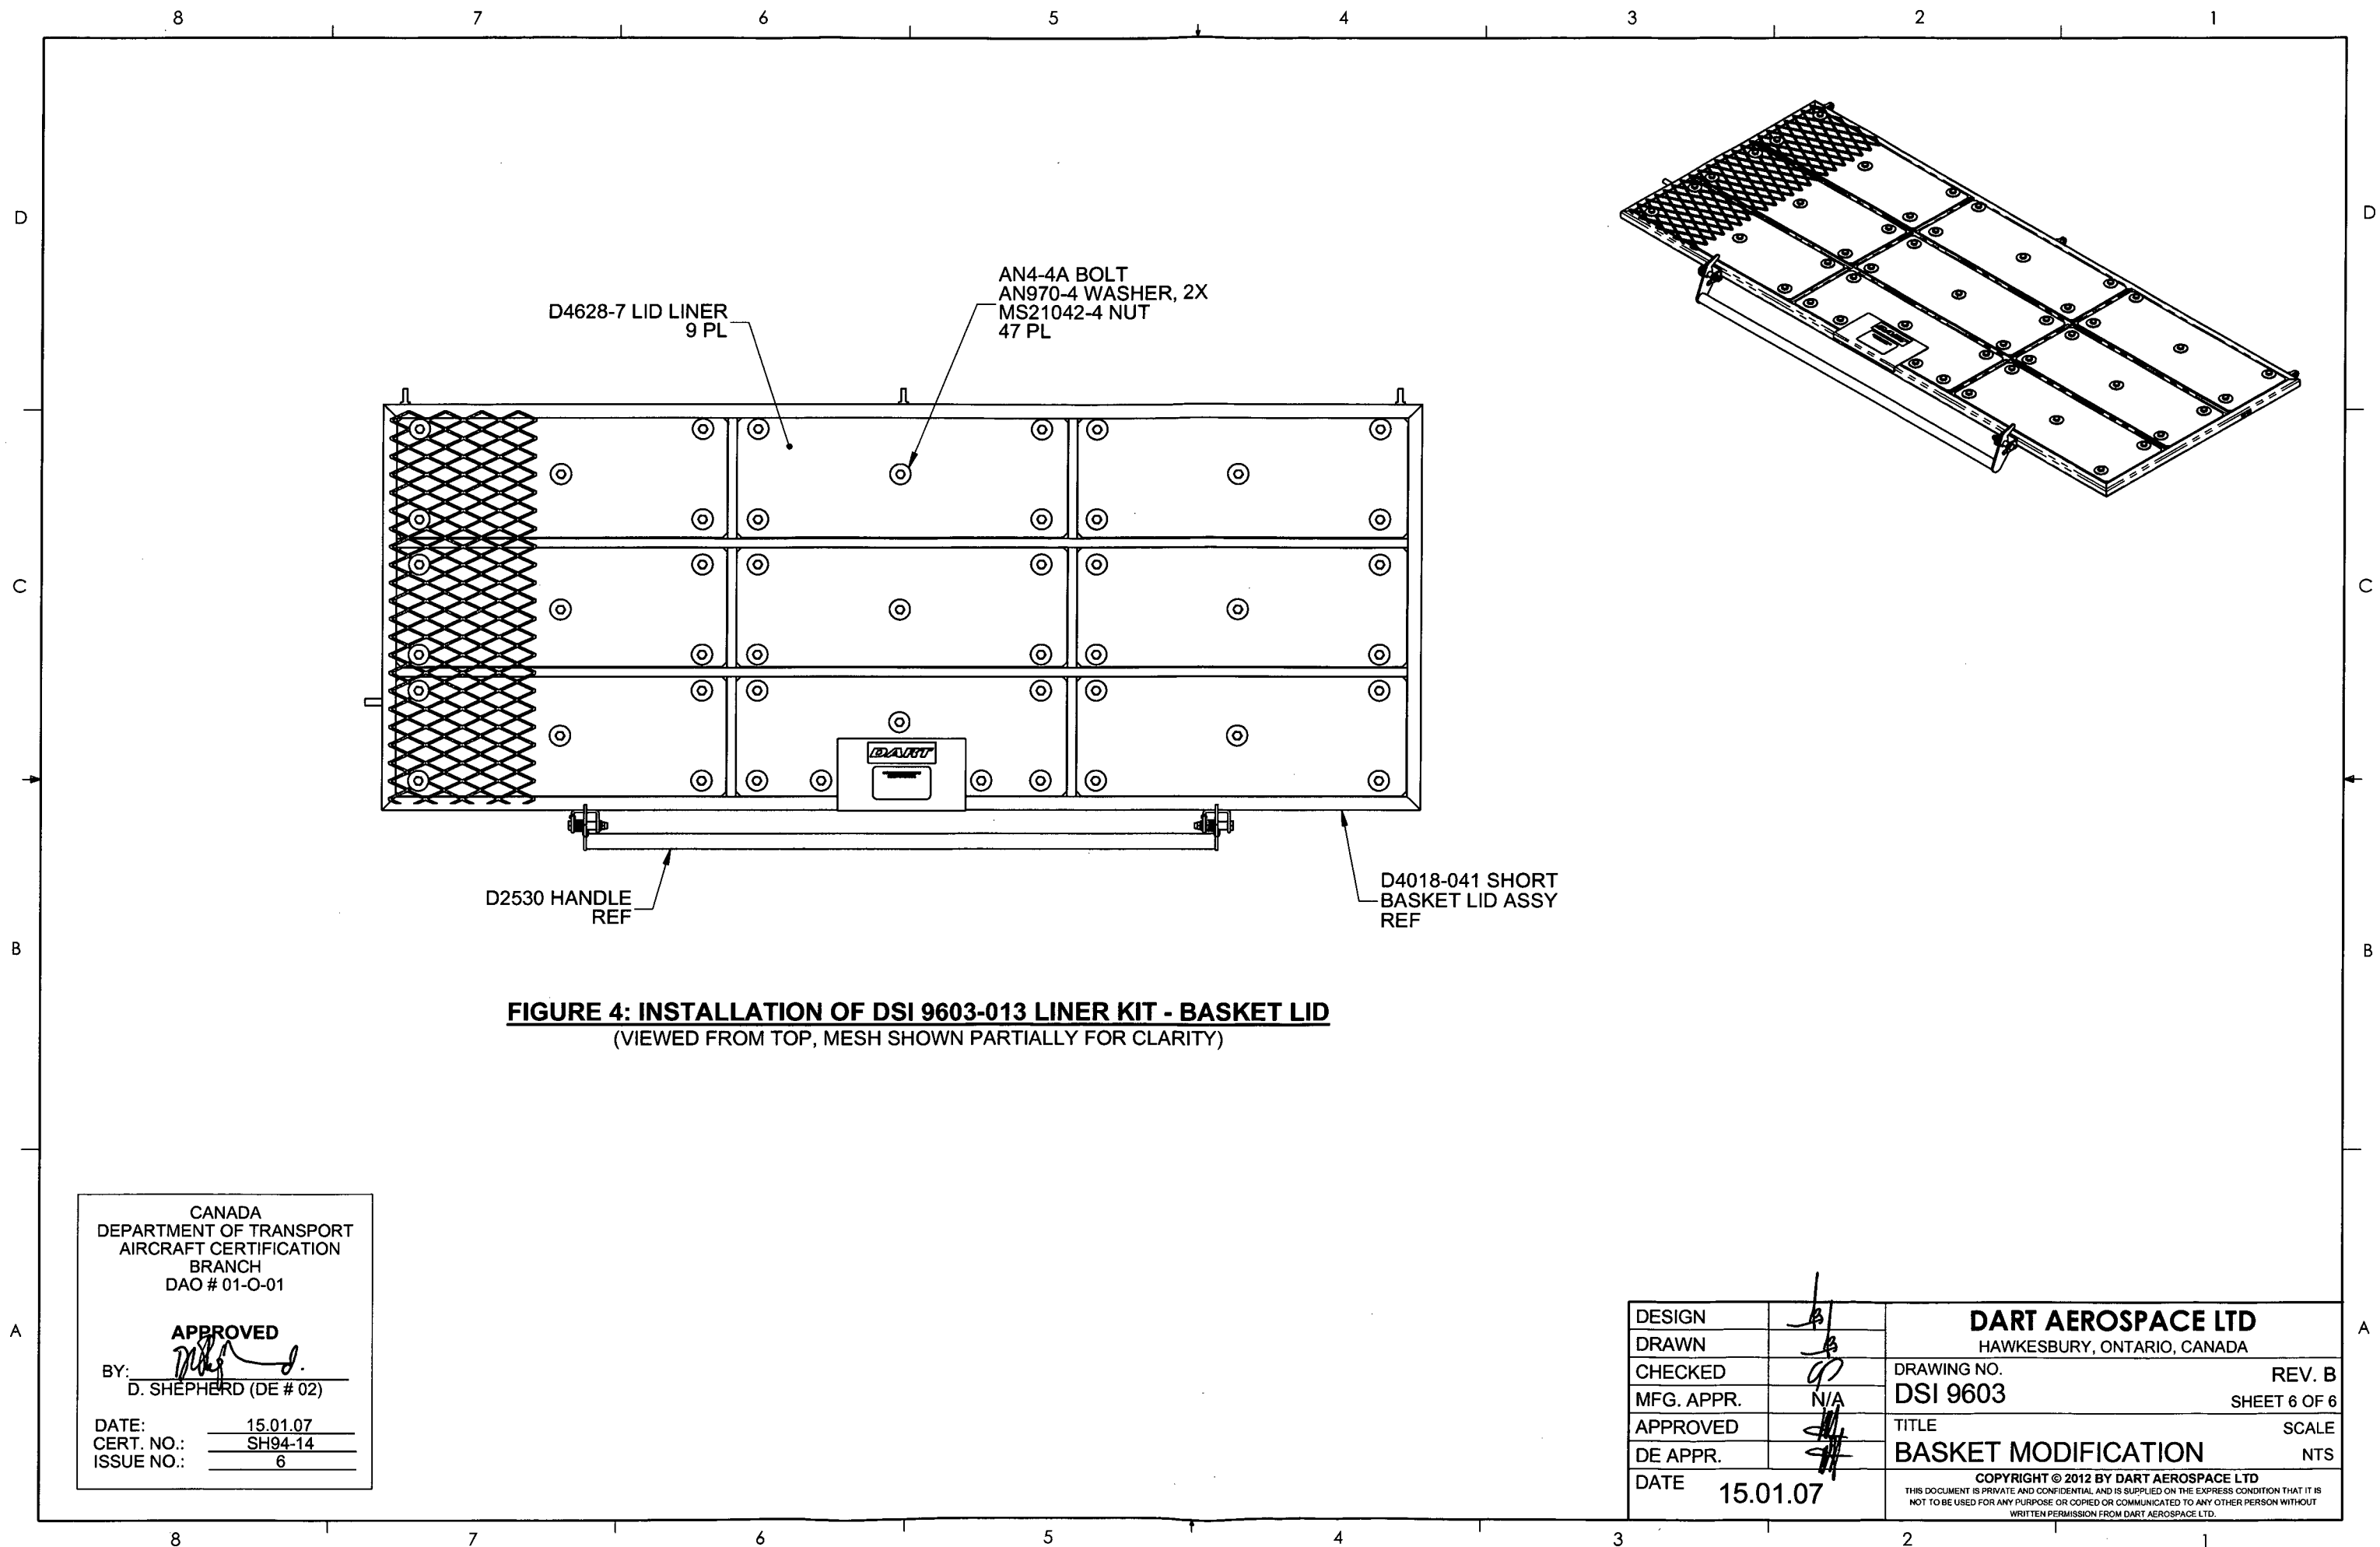 8 7 6 5 4 3 2 1
D
D
C
C
B
B
A
A
D4628-7 LID LINER
9 PL
AN4-4A BOLT
AN970-4 WASHER, 2X
MS21042-4 NUT
47 PL
DART
D2530 HANDLE
REF
D4018-041 SHORT
BASKET LID ASSY
REF
DART
FIGURE 4: INSTALLATION OF DSI 9603-013 LINER KIT - BASKET LID
(VIEWED FROM TOP, MESH SHOWN PARTIALLY FOR CLARITY)
CANADA
DEPARTMENT OF TRANSPORT
AIRCRAFT CERTIFICATION
BRANCH
DAO # 01-O-01
APPROVED
BY:
D. SHEPHERD (DE # 02)
DATE: 15.01.07
CERT. NO.: SH94-14
ISSUE NO.: 6
DESIGN
DRAWN
CHECKED
MFG. APPR. N/A
APPROVED
DE APPR.
DATE 15.01.07
DART AEROSPACE LTD
HAWKESBURY, ONTARIO, CANADA
DRAWING NO. REV. B
DSI 9603 SHEET 6 OF 6
TITLE SCALE
BASKET MODIFICATION NTS
COPYRIGHT © 2012 BY DART AEROSPACE LTD
THIS DOCUMENT IS PRIVATE AND CONFIDENTIAL AND IS SUPPLIED ON THE EXPRESS CONDITION THAT IT IS
NOT TO BE USED FOR ANY PURPOSE OR COPIED OR COMMUNICATED TO ANY OTHER PERSON WITHOUT
WRITTEN PERMISSION FROM DART AEROSPACE LTD.
8 7 6 5 4 3 2 1